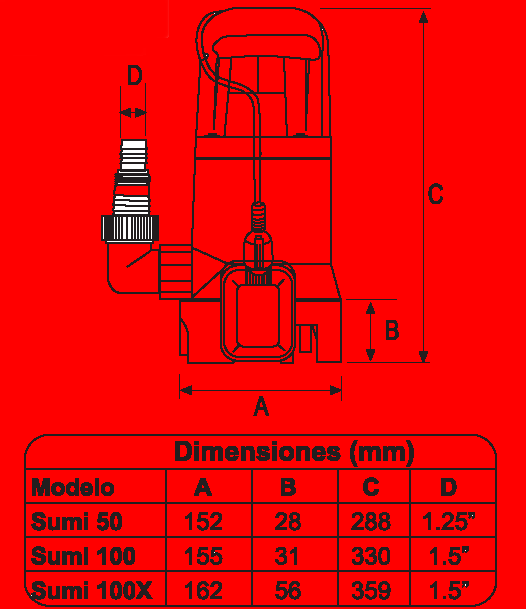 D
C
B
A
Dimensiones (mm)
Modelo A B C D
Sumi 50 152 28 288 1.25"
Sumi 100 155 31 330 1.5"
Sumi 100X 162 56 359 1.5"